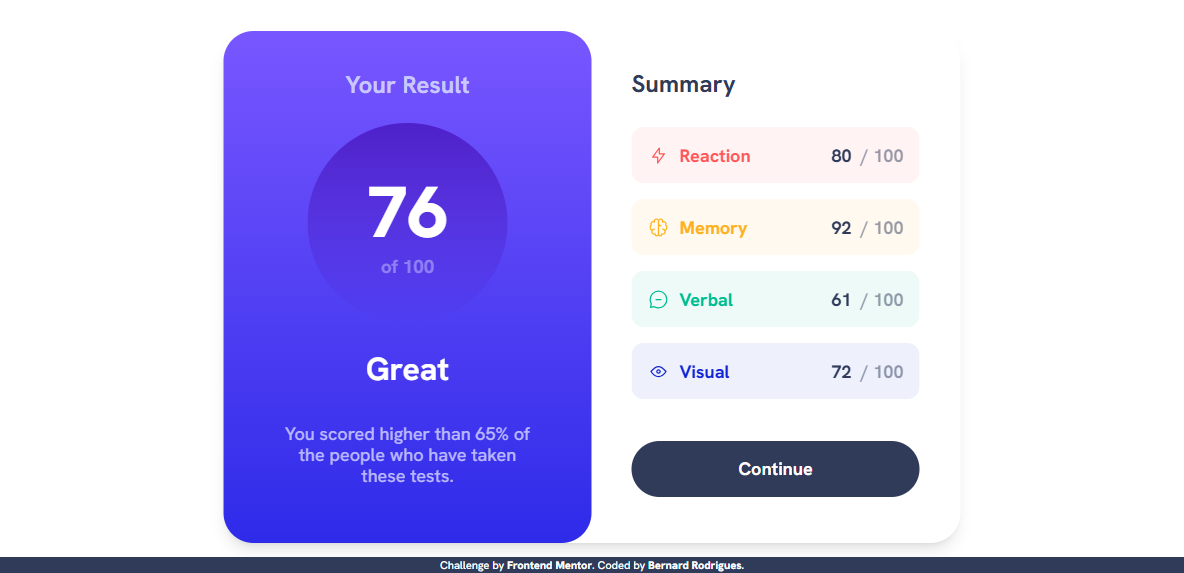 Your Result
76
of 100
Great
You scored higher than 65% of
the people who have taken
these tests.
Summary
Reaction 80 / 100
Memory 92 / 100
Verbal 61 / 100
Visual 72 / 100
Continue
Challenge by Frontend Mentor. Coded by Bernard Rodrigues.